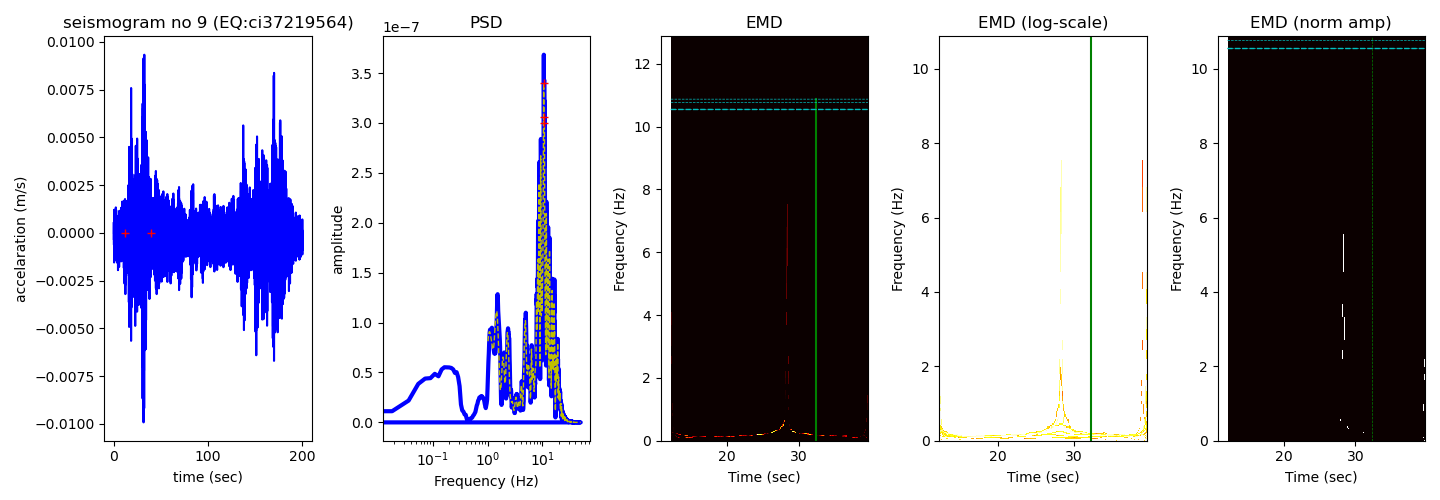 seismogram no 9 (EQ:ci37219564)
accelaration (m/s)
0.0100
0.0075
0.0050
0.0025
0.0000
−0.0025
−0.0050
−0.0075
−0.0100
0 100 200
time (sec)
PSD
1e−7
amplitude
3.5
3.0
2.5
2.0
1.5
1.0
0.5
0.0
10⁻¹ 10⁰ 10¹
Frequency (Hz)
EMD
Frequency (Hz)
12
10
8
6
4
2
0
20 30
Time (sec)
EMD (log-scale)
Frequency (Hz)
10
8
6
4
2
0
20 30
Time (sec)
EMD (norm amp)
Frequency (Hz)
10
8
6
4
2
0
20 30
Time (sec)